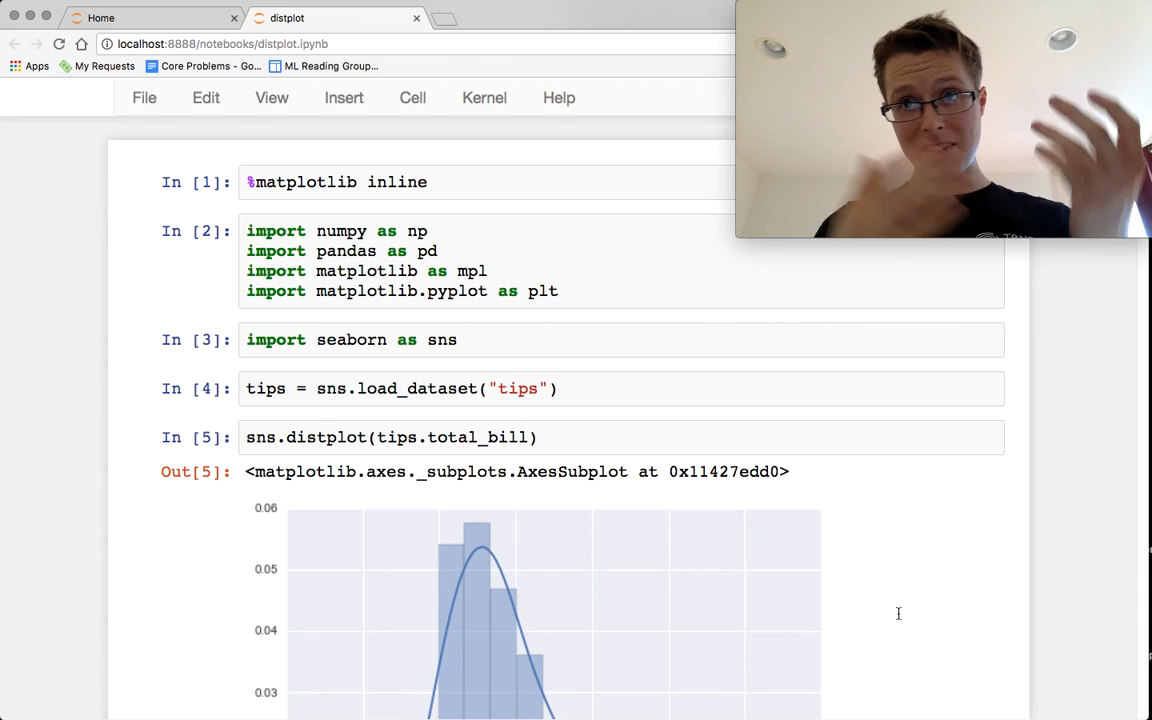 Home
distplot
localhost:8888/notebooks/distplot.ipynb
Apps My Requests Core Problems - Go... ML Reading Group...
File Edit View Insert Cell Kernel Help
In [1]: %matplotlib inline
In [2]: import numpy as np
import pandas as pd
import matplotlib as mpl
import matplotlib.pyplot as plt
In [3]: import seaborn as sns
In [4]: tips = sns.load_dataset("tips")
In [5]: sns.distplot(tips.total_bill)
Out[5]: <matplotlib.axes._subplots.AxesSubplot at 0x11427edd0>
0.06
0.05
0.04
0.03